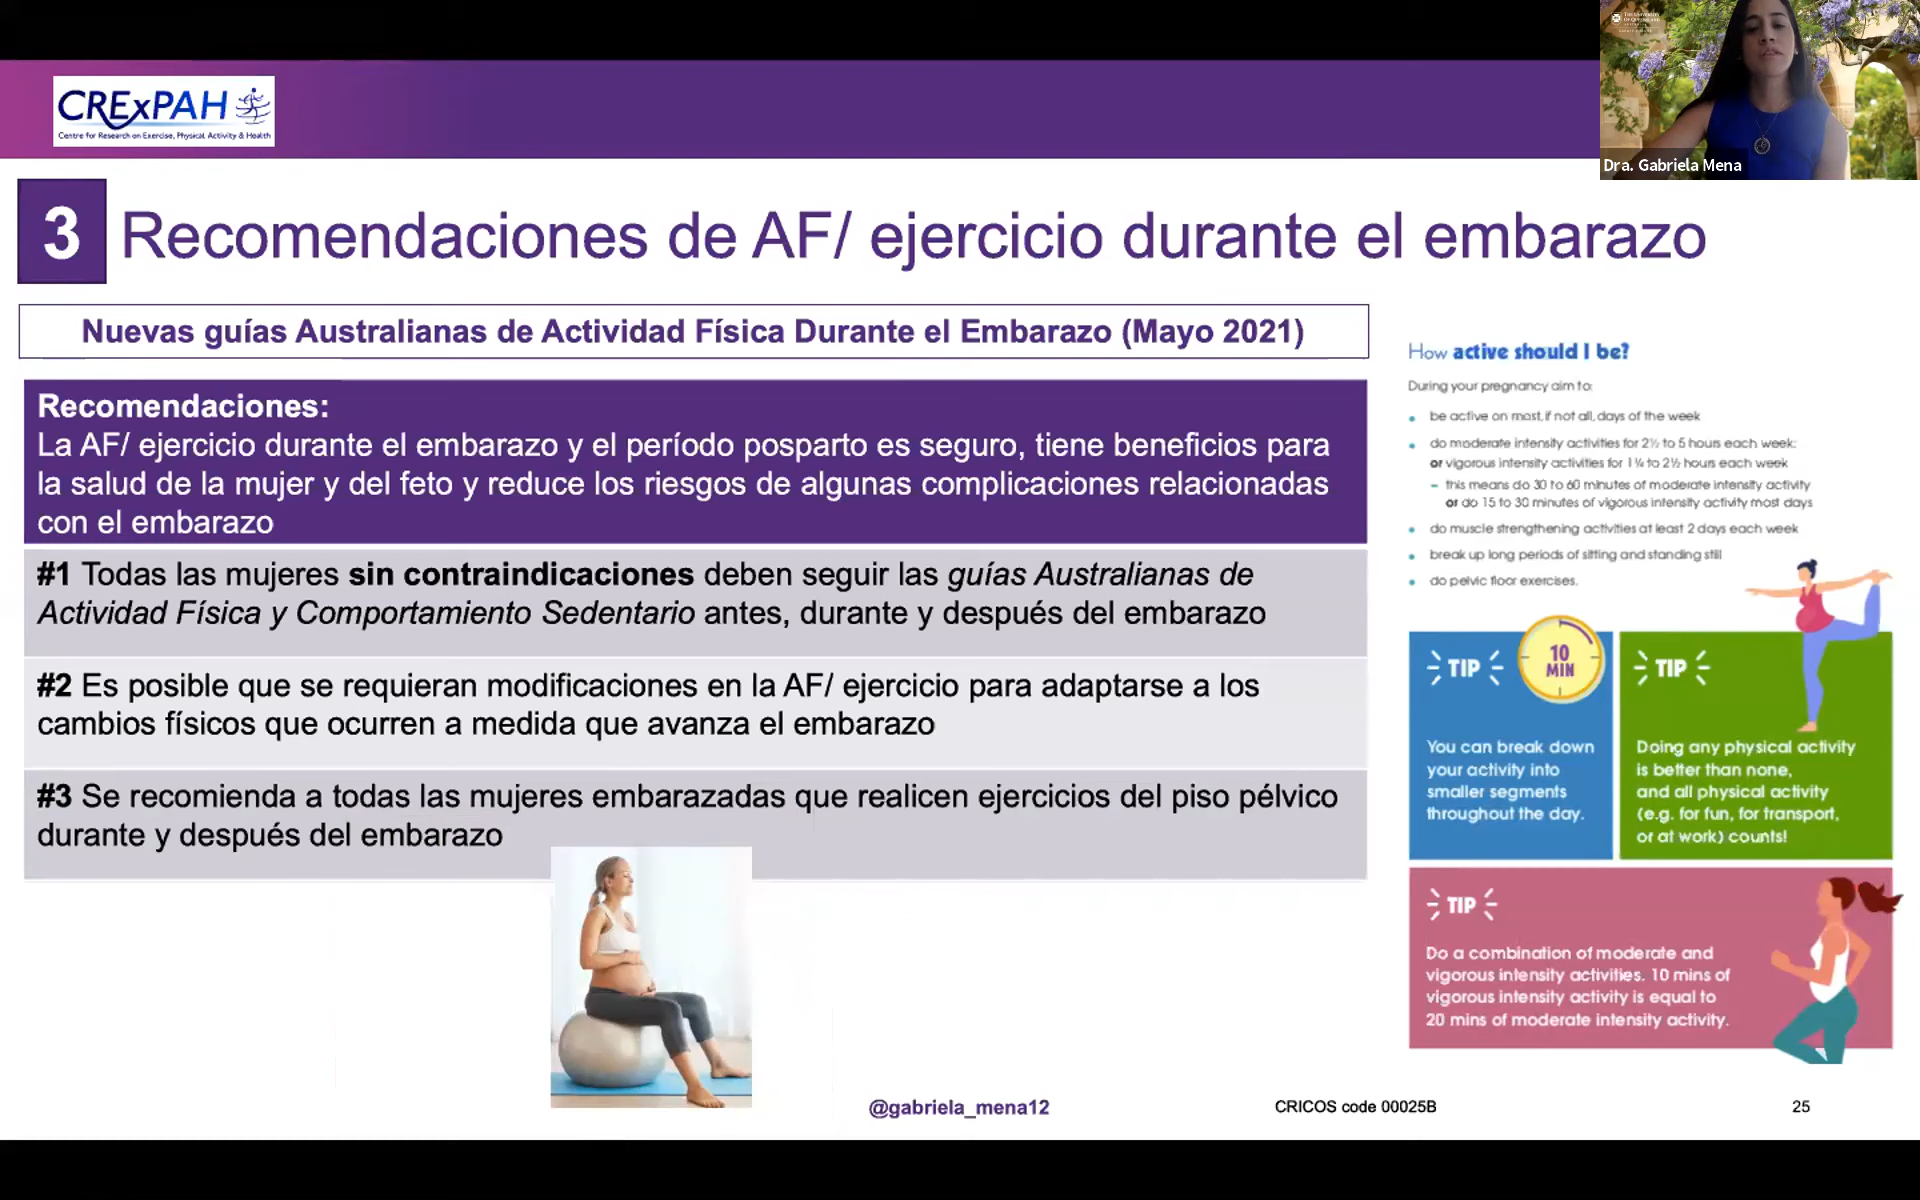 CRExPAH
Centre for Research on Exercise, Physical Activity & Health
Dra. Gabriela Mena
3 Recomendaciones de AF/ ejercicio durante el embarazo
Nuevas guías Australianas de Actividad Física Durante el Embarazo (Mayo 2021)
Recomendaciones:
La AF/ ejercicio durante el embarazo y el período posparto es seguro, tiene beneficios para
la salud de la mujer y del feto y reduce los riesgos de algunas complicaciones relacionadas
con el embarazo
#1 Todas las mujeres sin contraindicaciones deben seguir las guías Australianas de
Actividad Física y Comportamiento Sedentario antes, durante y después del embarazo
#2 Es posible que se requieran modificaciones en la AF/ ejercicio para adaptarse a los
cambios físicos que ocurren a medida que avanza el embarazo
#3 Se recomienda a todas las mujeres embarazadas que realicen ejercicios del piso pélvico
durante y después del embarazo
How active should I be?
During your pregnancy aim to:
• be active on most, if not all, days of the week
• do moderate intensity activities for 2½ to 5 hours each week;
or vigorous intensity activities for 1¼ to 2½ hours each week
– this means do 30 to 60 minutes of moderate intensity activity
or do 15 to 30 minutes of vigorous intensity activity most days
• do muscle strengthening activities at least 2 days each week
• break up long periods of sitting and standing still
• do pelvic floor exercises.
TIP
10
MIN
You can break down
your activity into
smaller segments
throughout the day.
TIP
Doing any physical activity
is better than none,
and all physical activity
(e.g. for fun, for transport,
or at work) counts!
TIP
Do a combination of moderate and
vigorous intensity activities. 10 mins of
vigorous intensity activity is equal to
20 mins of moderate intensity activity.
@gabriela_mena12
CRICOS code 00025B
25